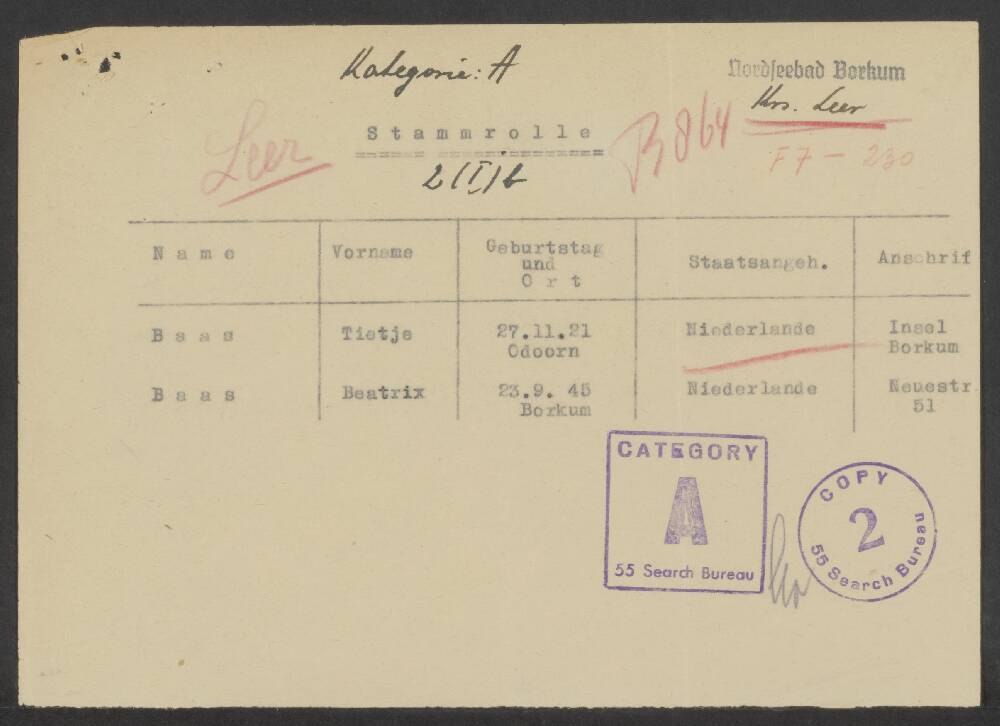 Kategorie: A
Nordseebad Borkum
Krs. Leer
Leer
Stammrolle
B 864
F7 - 230
2(I)b
Name Vorname Geburtstag und Ort Staatsangeh. Anschrif
Baas Tietje 27.11.21 Odoorn Niederlande Insel Borkum
Baas Beatrix 23.9. 45 Borkum Niederlande Neuestr. 51
CATEGORY
A
55 Search Bureau
COPY
2
55 Search Bureau